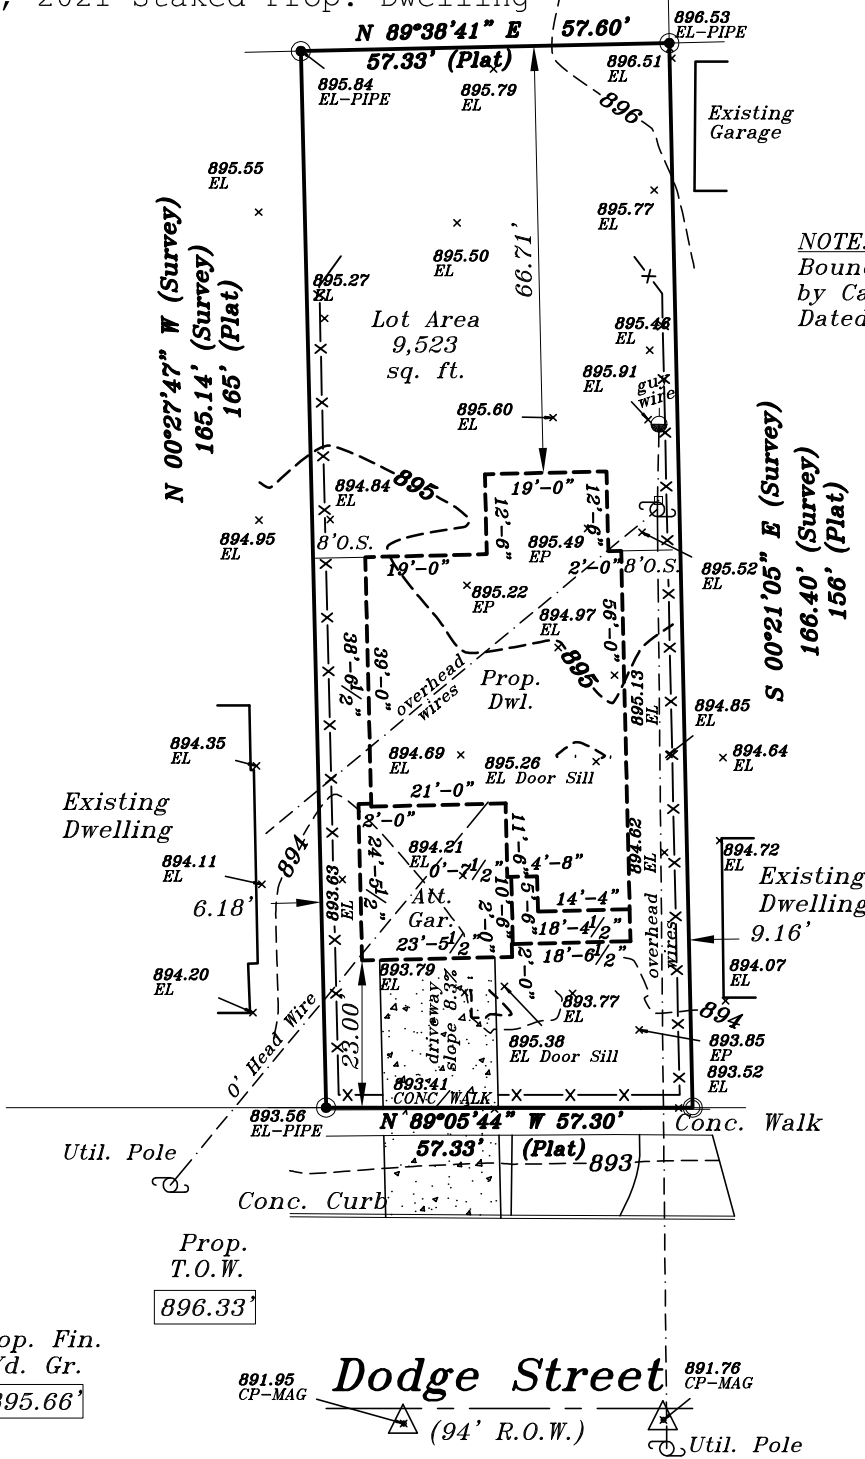 , 2021 Staked Prop. Dwelling
N 89°38'41" E 57.60'
57.33' (Plat)
896.53
EL-PIPE
895.84
EL-PIPE
895.79
EL
896.51
EL
896
Existing
Garage
895.55
EL
895.77
EL
895.50
EL
66.71'
N 00°27'47" W (Survey)
165.14' (Survey)
165' (Plat)
NOTE
Boun
by Ca
Dated
895.27
EL
Lot Area
9,523
sq. ft.
895.46
EL
895.91
EL
guy
wire
895.60
EL
S 00°21'05" E (Survey)
166.40' (Survey)
156' (Plat)
895
894.84
EL
894.95
EL
19'-0"
12'-6"
12'-6"
895.49
EP
8'O.S.
19'-0"
2'-0"
8'O.S.
895.52
EL
895.22
EP
894.97
EL
56'-0"
895
38'-6½"
39'-0"
overhead
wires
Prop.
Dwl.
895.13
EL
894.85
EL
894.35
EL
894.69
EL
895.26
EL Door Sill
894.64
EL
21'-0"
Existing
Dwelling
2'-0"
894
894.21
EL
11'-6"
894.62
EL
894.72
EL
894.11
EL
0'-7½"
4'-8"
24'-5½"
893.63
EL
Att.
Gar.
10'-6"
5'-6"
14'-4"
Existing
Dwelling
6.18'
2'-0"
18'-4½"
9.16'
23'-5½"
18'-6½"
overhead
wires
894.20
EL
893.79
EL
2'-0"
894.07
EL
driveway
slope 8.3%
893.77
EL
894
23.00'
895.38
EL Door Sill
893.85
EP
O' Head Wire
893.41
CONC/WALK
893.52
EL
893.56
EL-PIPE
N 89°05'44" W 57.30'
57.33' (Plat)
Conc. Walk
Util. Pole
893
Conc. Curb
Prop.
T.O.W.
896.33'
op. Fin.
d. Gr.
95.66'
Dodge Street
891.95
CP-MAG
891.76
CP-MAG
(94' R.O.W.)
Util. Pole